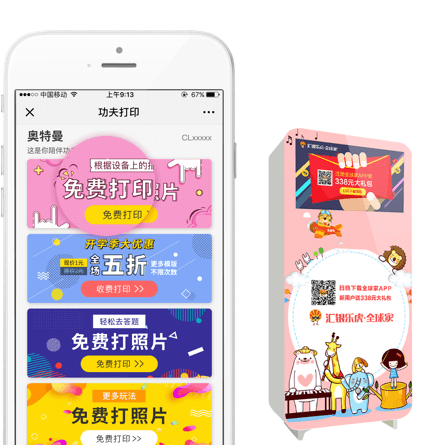 中国移动
上午9:13
67%
功夫打印
奥特曼
CLxxxxx
这是你陪伴功
根据设备上的
免费打印照片
免费打印 >
开学季大优惠
现价1元
全场五折
更多模版
不限次数
收费打印 >>
轻松去答题
免费打照片
免费打印 >>
更多玩法
免费打照片
免费打印 >>
汇银乐虎·全球家
338元大礼包
扫码下载全球家APP
新用户送338元大礼包
汇银乐虎·全球家